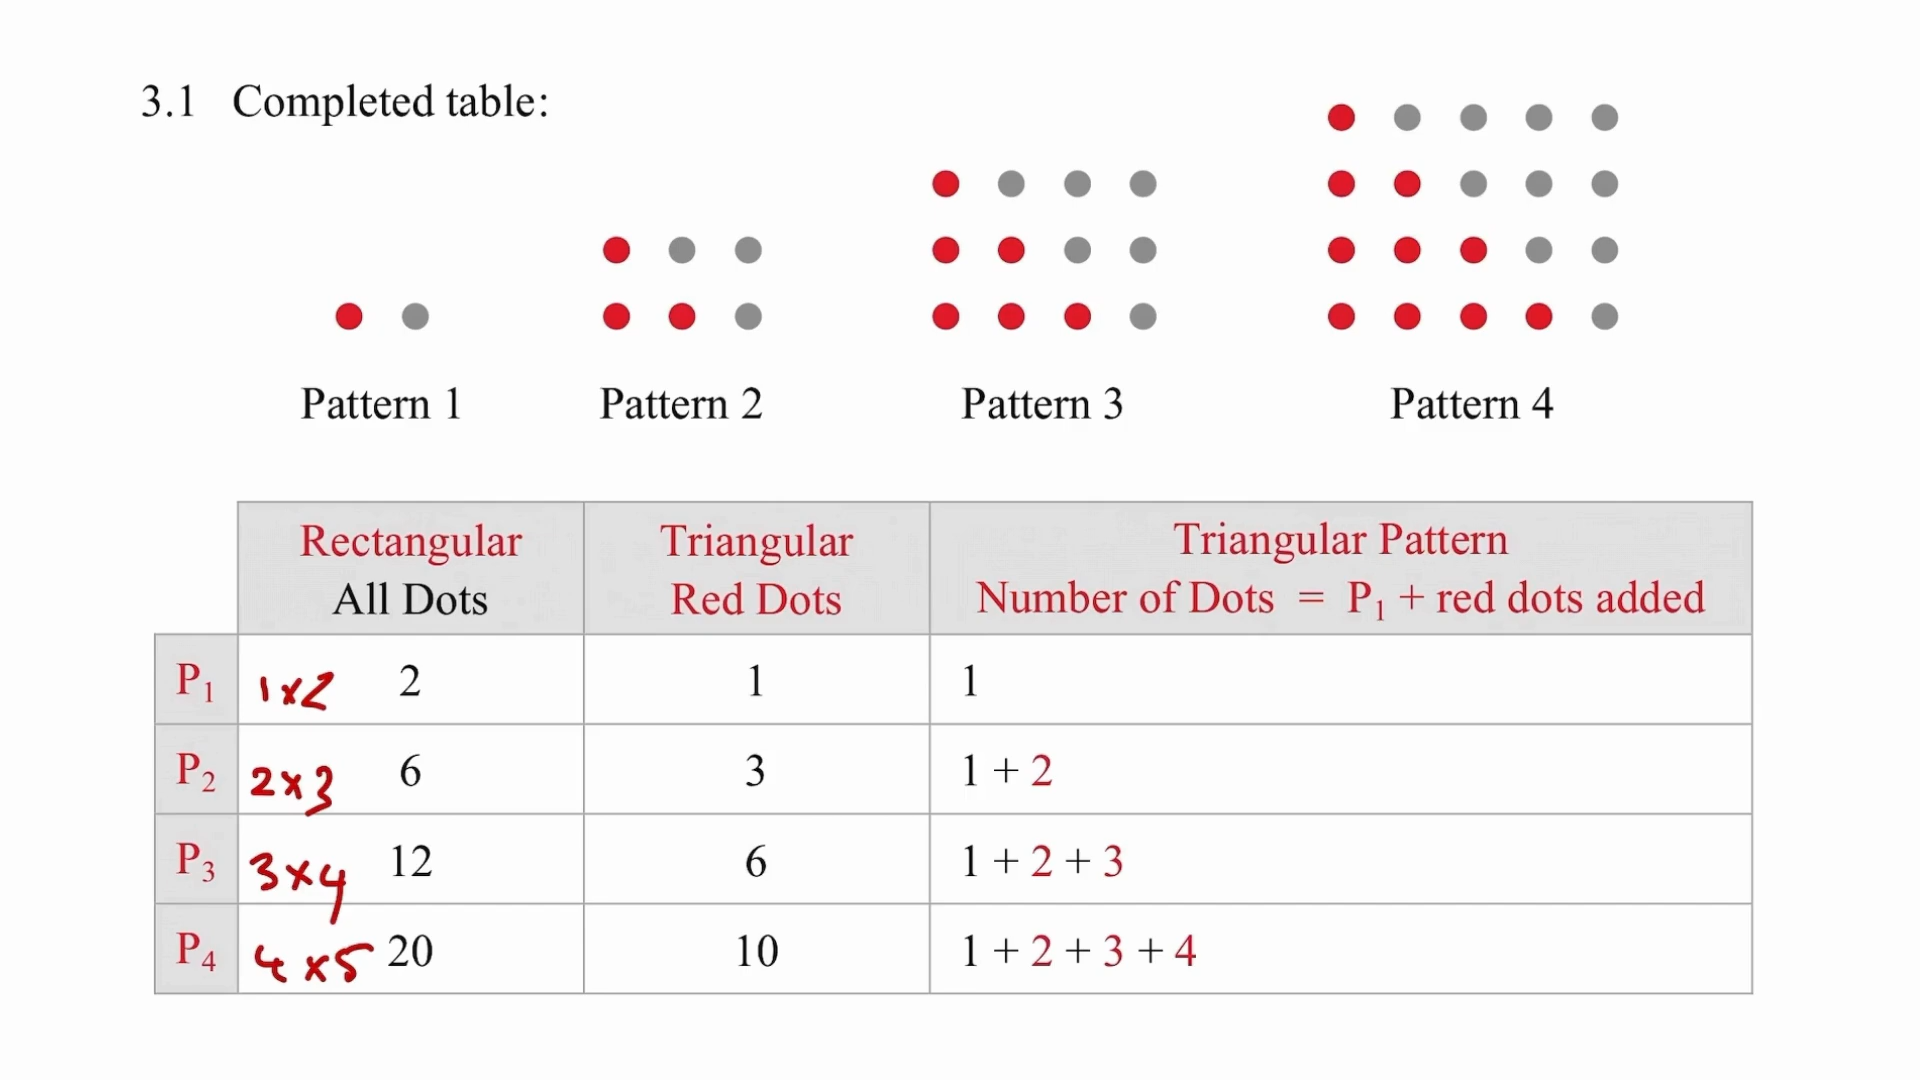 3.1 Completed table:
Pattern 1 Pattern 2 Pattern 3 Pattern 4
Rectangular Triangular Triangular Pattern
All Dots Red Dots Number of Dots = P₁ + red dots added
P₁ 1×2 2 1 1
P₂ 2×3 6 3 1 + 2
P₃ 3×4 12 6 1 + 2 + 3
P₄ 4×5 20 10 1 + 2 + 3 + 4